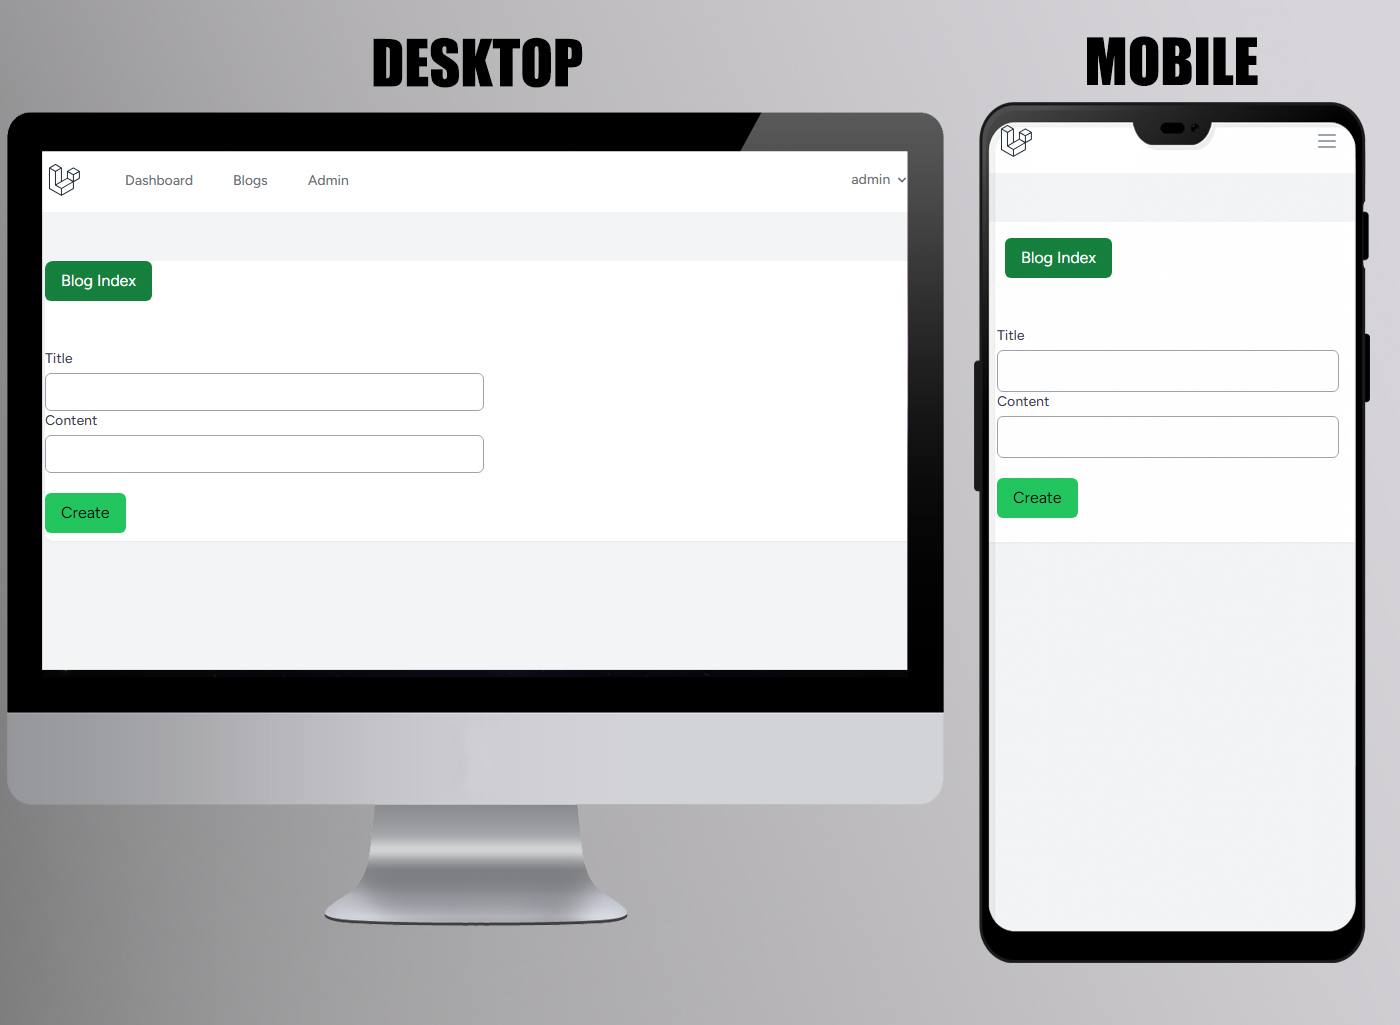 DESKTOP
MOBILE
Dashboard Blogs Admin admin
Blog Index
Title
Content
Create
Blog Index
Title
Content
Create